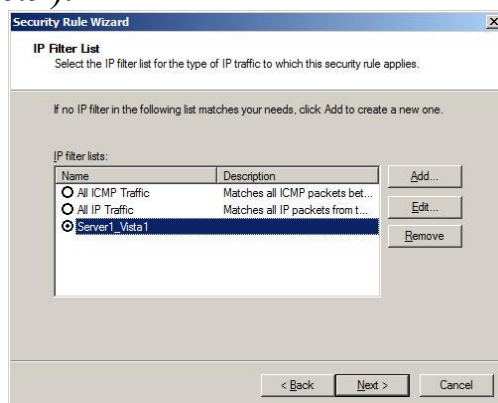 Security Rule Wizard
IP Filter List
Select the IP filter list for the type of IP traffic to which this security rule applies.
If no IP filter in the following list matches your needs, click Add to create a new one.
IP filter lists:
Name Description Add...
All ICMP Traffic Matches all ICMP packets bet...
All IP Traffic Matches all IP packets from t... Edit...
Server1_Vista1
Remove
< Back Next > Cancel